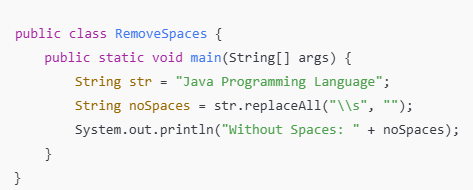 public class RemoveSpaces {
    public static void main(String[] args) {
        String str = "Java Programming Language";
        String noSpaces = str.replaceAll("\\s", "");
        System.out.println("Without Spaces: " + noSpaces);
    }
}